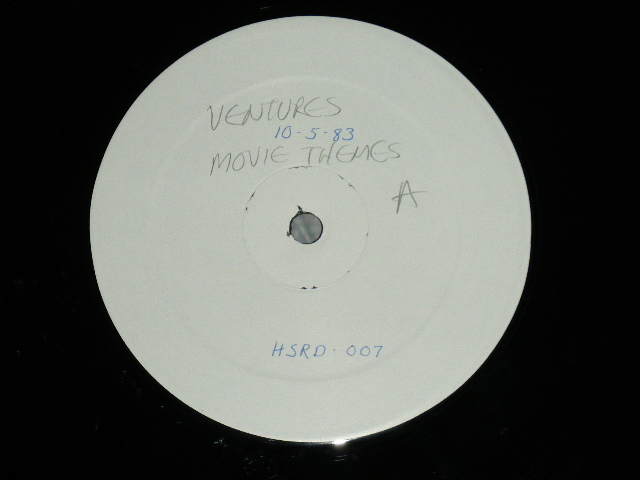 VENTURES
10-5-83
MOVIE THEMES
A
HSRD-007